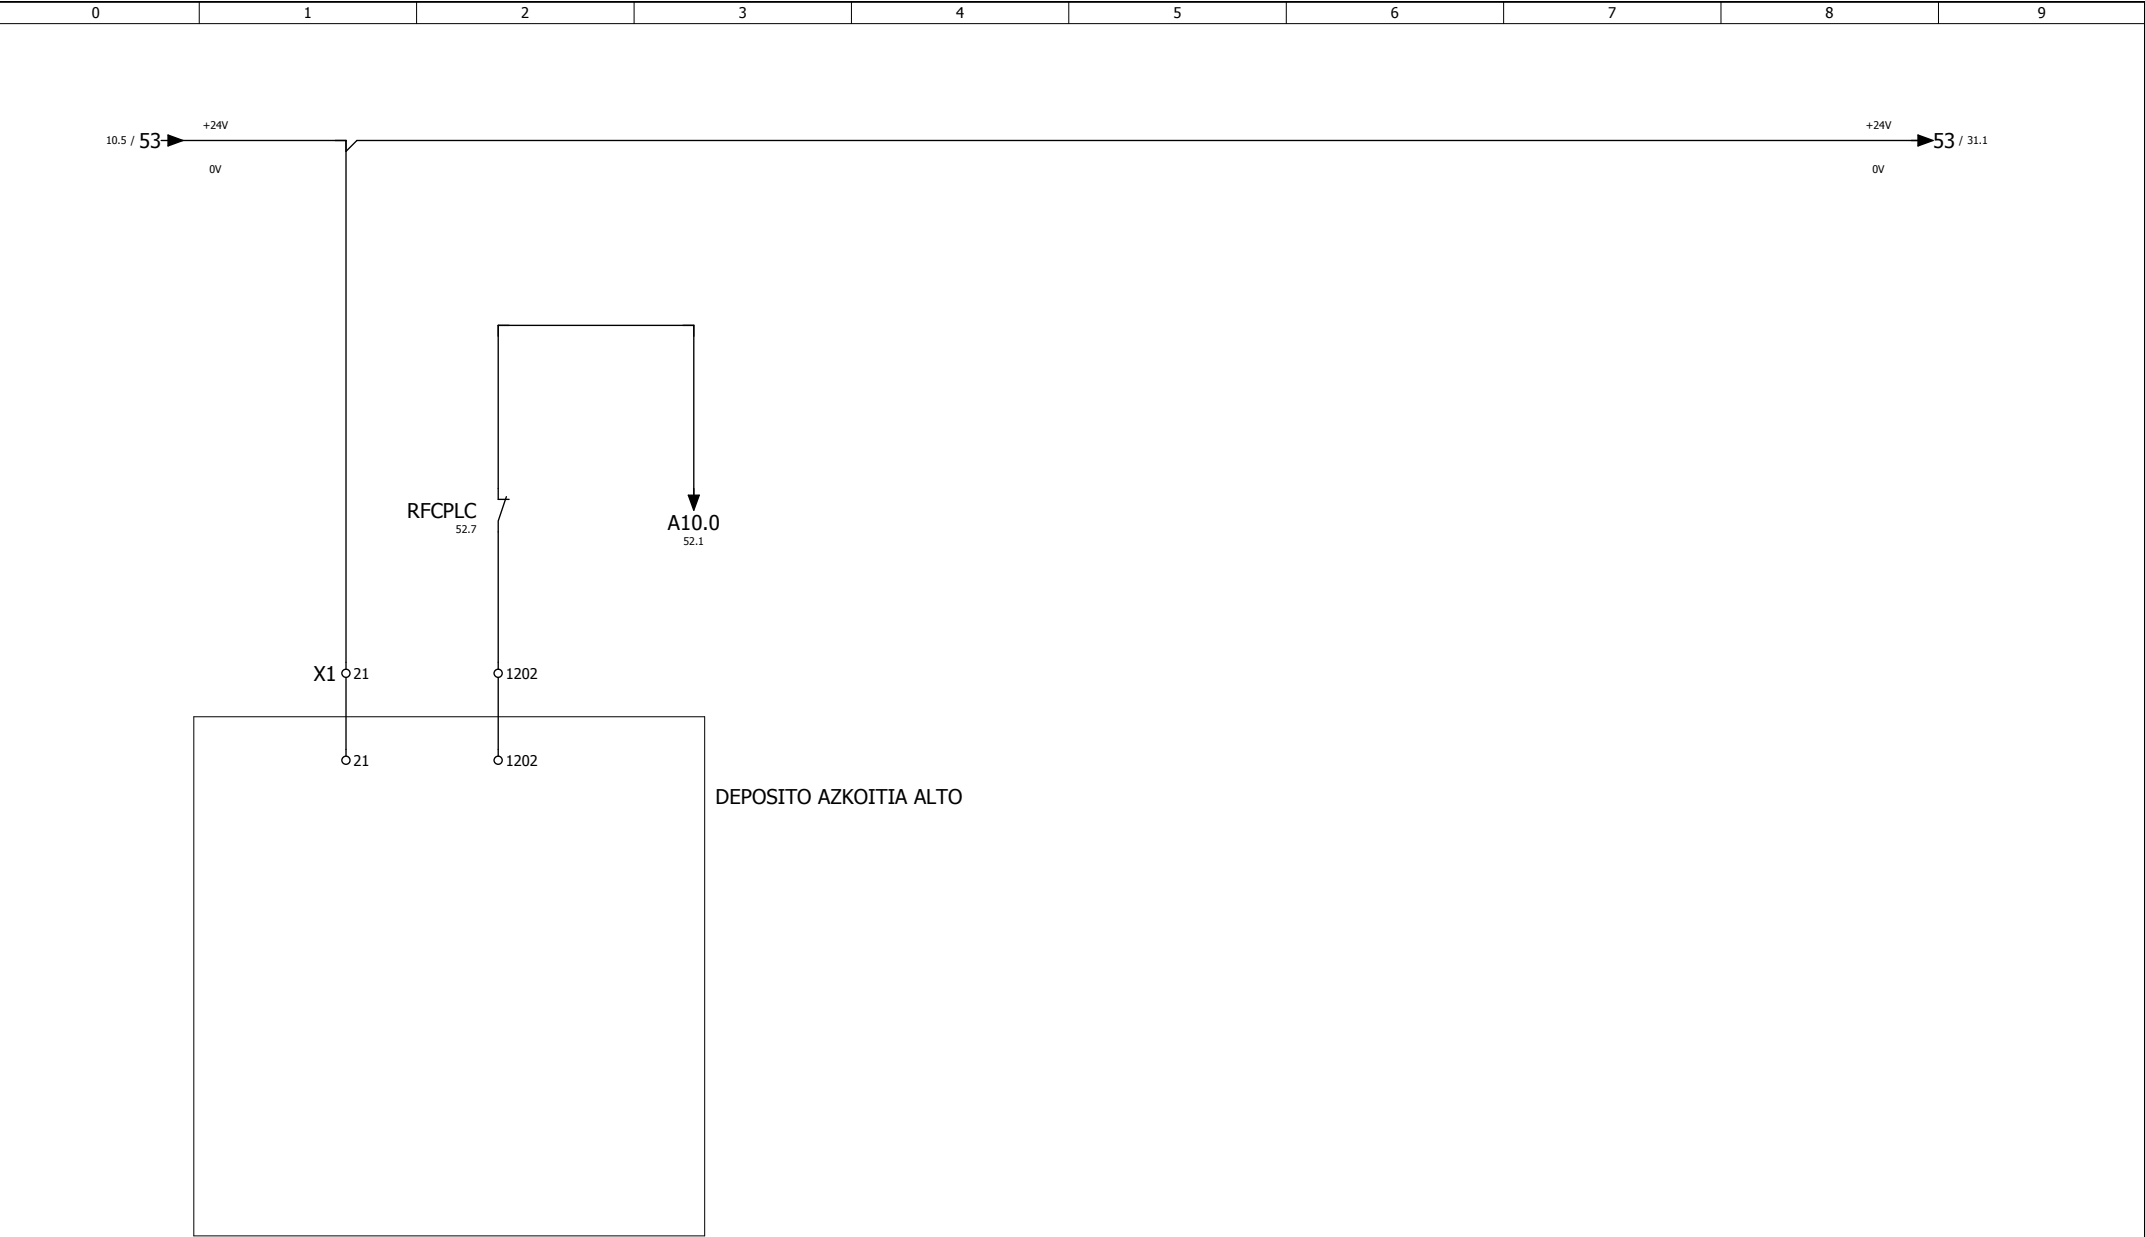 0 1 2 3 4 5 6 7 8 9
+24V +24V
10.5 / 53 53 / 31.1
0V 0V
RFCPLC
52.7
A10.0
52.1
X1 21 1202
21 1202
DEPOSITO AZKOITIA ALTO